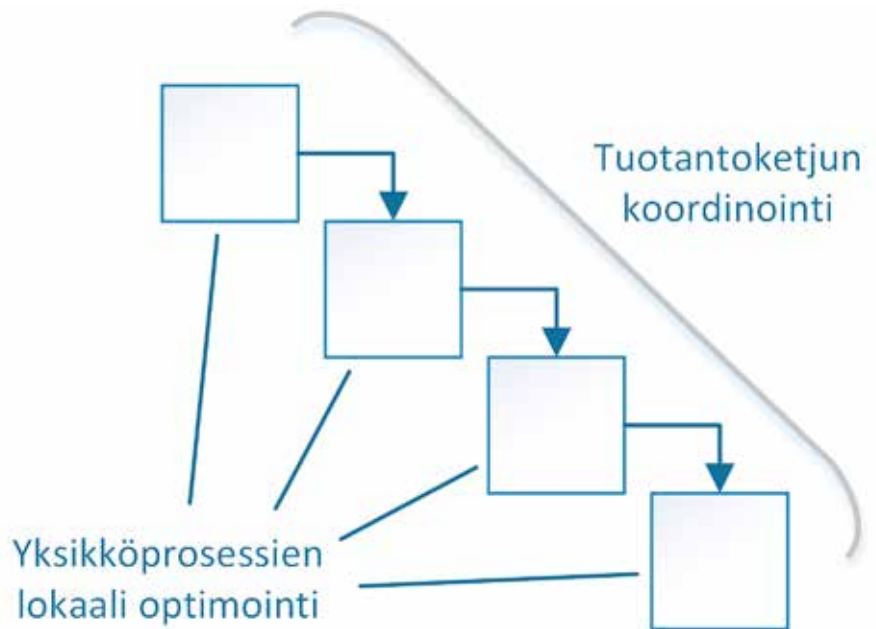 Tuotantoketjun
koordinointi
Yksikköprosessien
lokaali optimointi